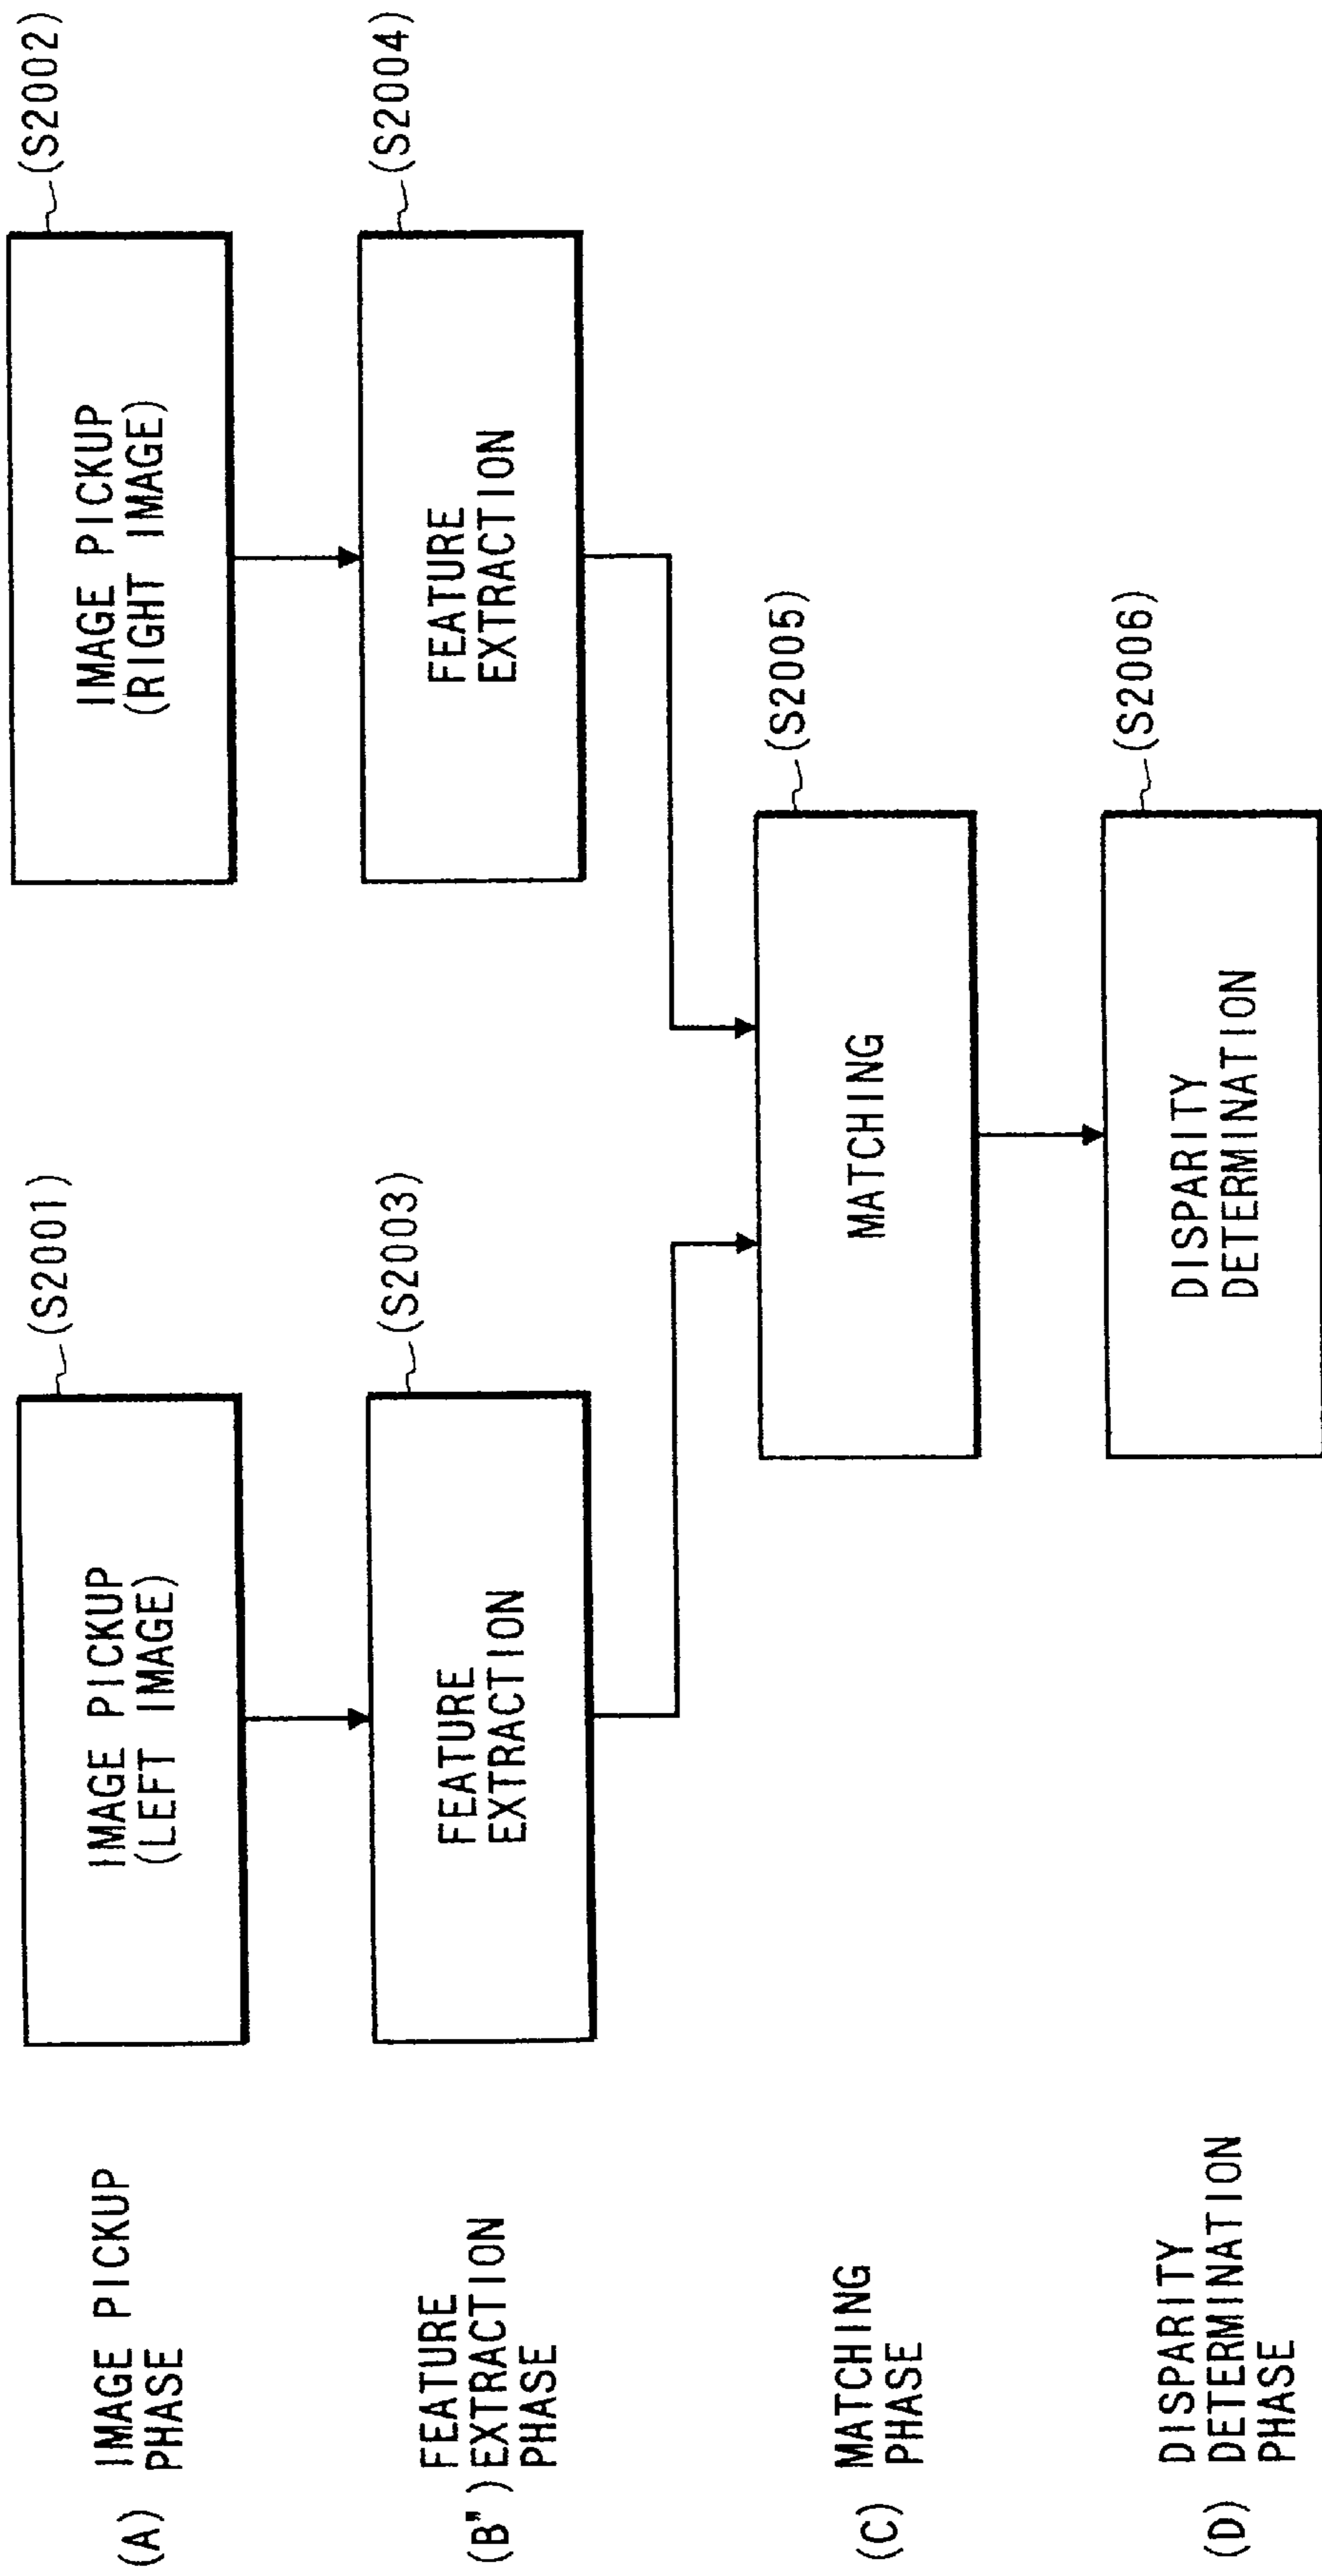 (A) IMAGE PICKUP
PHASE
IMAGE PICKUP
(LEFT IMAGE)
(S2001)
IMAGE PICKUP
(RIGHT IMAGE)
(S2002)
FEATURE
(B") EXTRACTION
PHASE
FEATURE
EXTRACTION
(S2003)
FEATURE
EXTRACTION
(S2004)
(C) MATCHING
PHASE
MATCHING
(S2005)
DISPARITY
(D) DETERMINATION
PHASE
DISPARITY
DETERMINATION
(S2006)